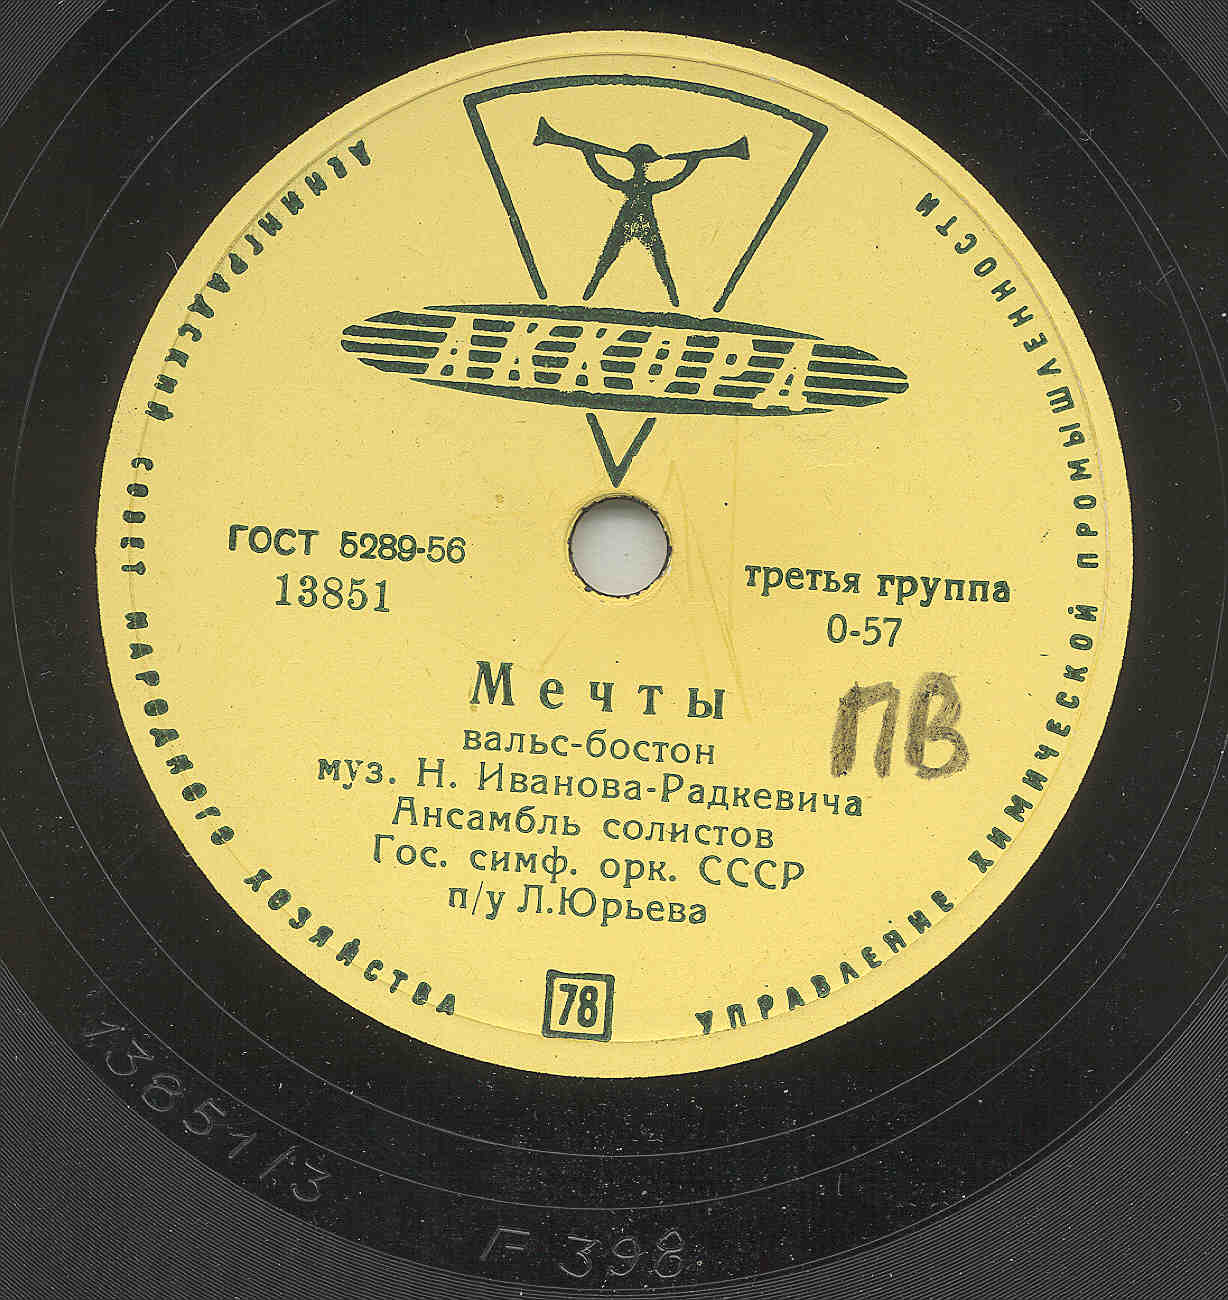 ЛЕНИНГРАДСКИЙ СОВЕТ НАРОДНОГО ХОЗЯЙСТВА
УПРАВЛЕНИЕ ХИМИЧЕСКОЙ ПРОМЫШЛЕННОСТИ
АККОРД
ГОСТ 5289-56
13851
третья группа
0-57
Мечты
ПВ
вальс-бостон
муз. Н. Иванова-Радкевича
Ансамбль солистов
Гос. симф. орк. СССР
п/у Л.Юрьева
78
13851/3
Г 398